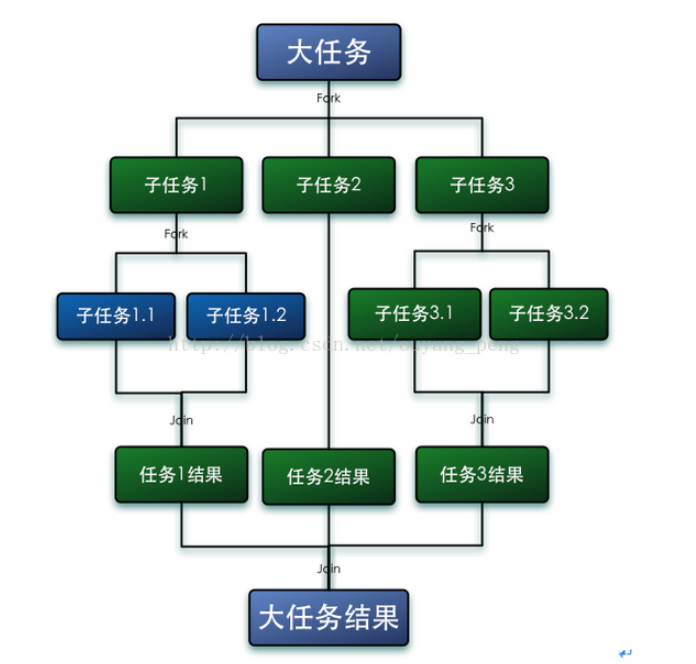 大任务
Fork
子任务1
子任务2
子任务3
Fork
Fork
子任务1.1
子任务1.2
子任务3.1
子任务3.2
http://blog.csdn.net/ouyang_peng
Join
Join
任务1结果
任务2结果
任务3结果
Join
大任务结果